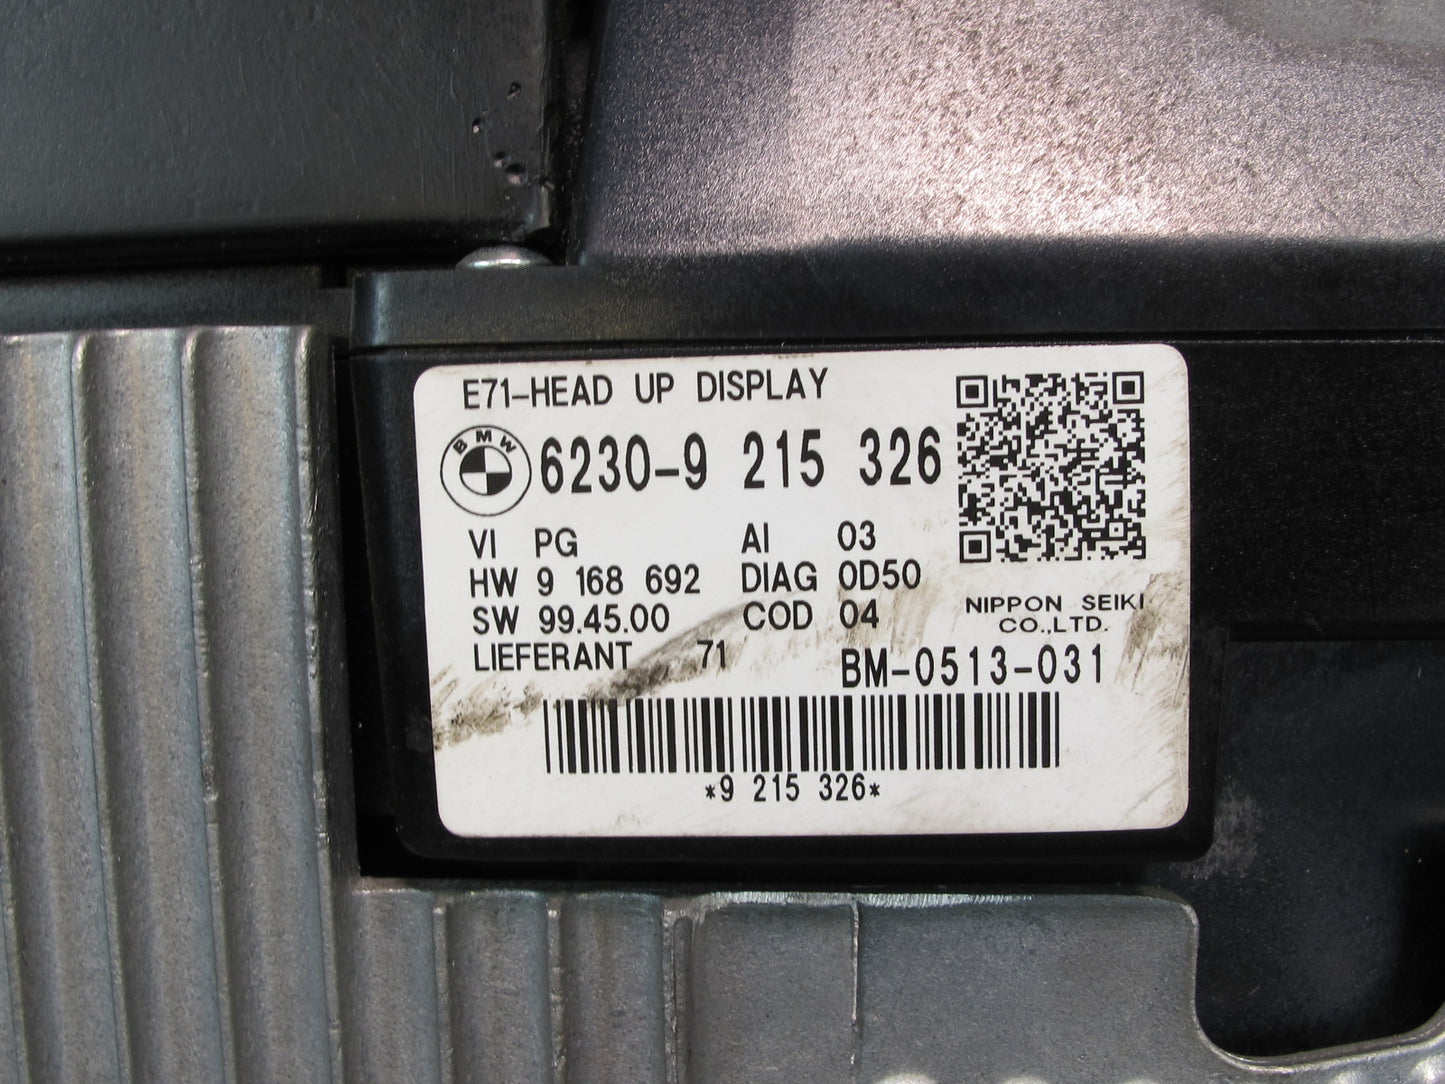 E71-HEAD UP DISPLAY
BMW
6230-9 215 326
VI PG AI 03
HW 9 168 692 DIAG 0D50
SW 99.45.00 COD 04
NIPPON SEIKI
CO.,LTD.
LIEFERANT 71
BM-0513-031
*9 215 326*